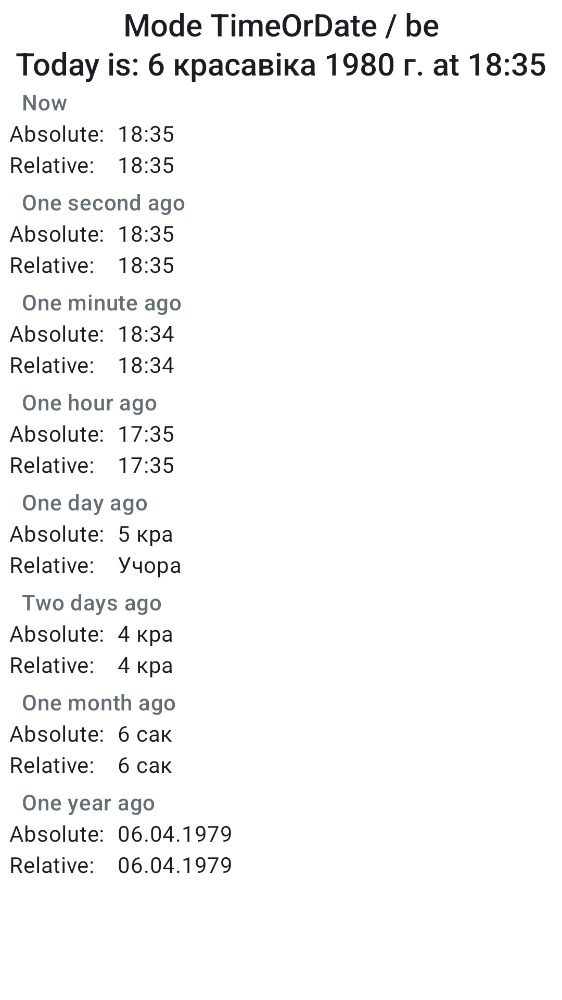 Mode TimeOrDate / be
Today is: 6 красавіка 1980 г. at 18:35
Now
Absolute: 18:35
Relative: 18:35
One second ago
Absolute: 18:35
Relative: 18:35
One minute ago
Absolute: 18:34
Relative: 18:34
One hour ago
Absolute: 17:35
Relative: 17:35
One day ago
Absolute: 5 кра
Relative: Учора
Two days ago
Absolute: 4 кра
Relative: 4 кра
One month ago
Absolute: 6 сак
Relative: 6 сак
One year ago
Absolute: 06.04.1979
Relative: 06.04.1979